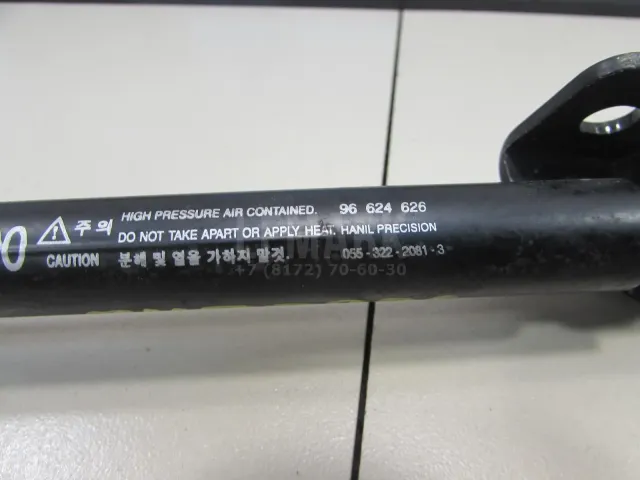 00 주의 HIGH PRESSURE AIR CONTAINED. 96 624 626
DO NOT TAKE APART OR APPLY HEAT. HANIL PRECISION
CAUTION 분해 및 열을 가하지 말것. 055-322-2081-3
+7 (8172) 70-60-30